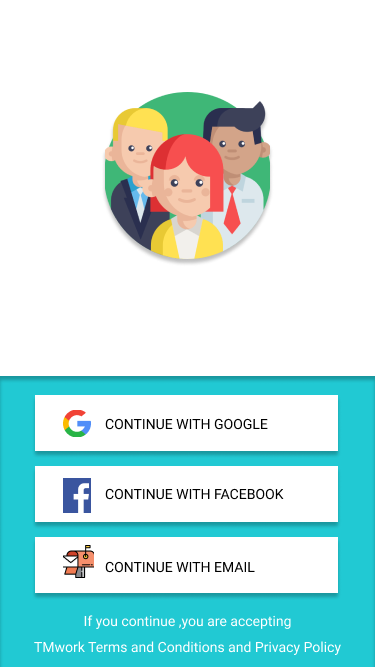 CONTINUE WITH GOOGLE
CONTINUE WITH FACEBOOK
CONTINUE WITH EMAIL
If you continue ,you are accepting
TMwork Terms and Conditions and Privacy Policy